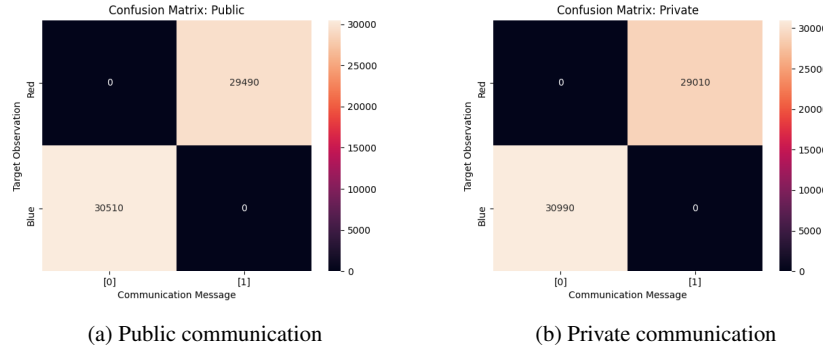 Confusion Matrix: Public
Target Observation
Red
Blue
0
29490
30510
0
[0]
[1]
Communication Message
30000
25000
20000
15000
10000
5000
0
(a) Public communication
Confusion Matrix: Private
Target Observation
Red
Blue
0
29010
30990
0
[0]
[1]
Communication Message
30000
25000
20000
15000
10000
5000
0
(b) Private communication